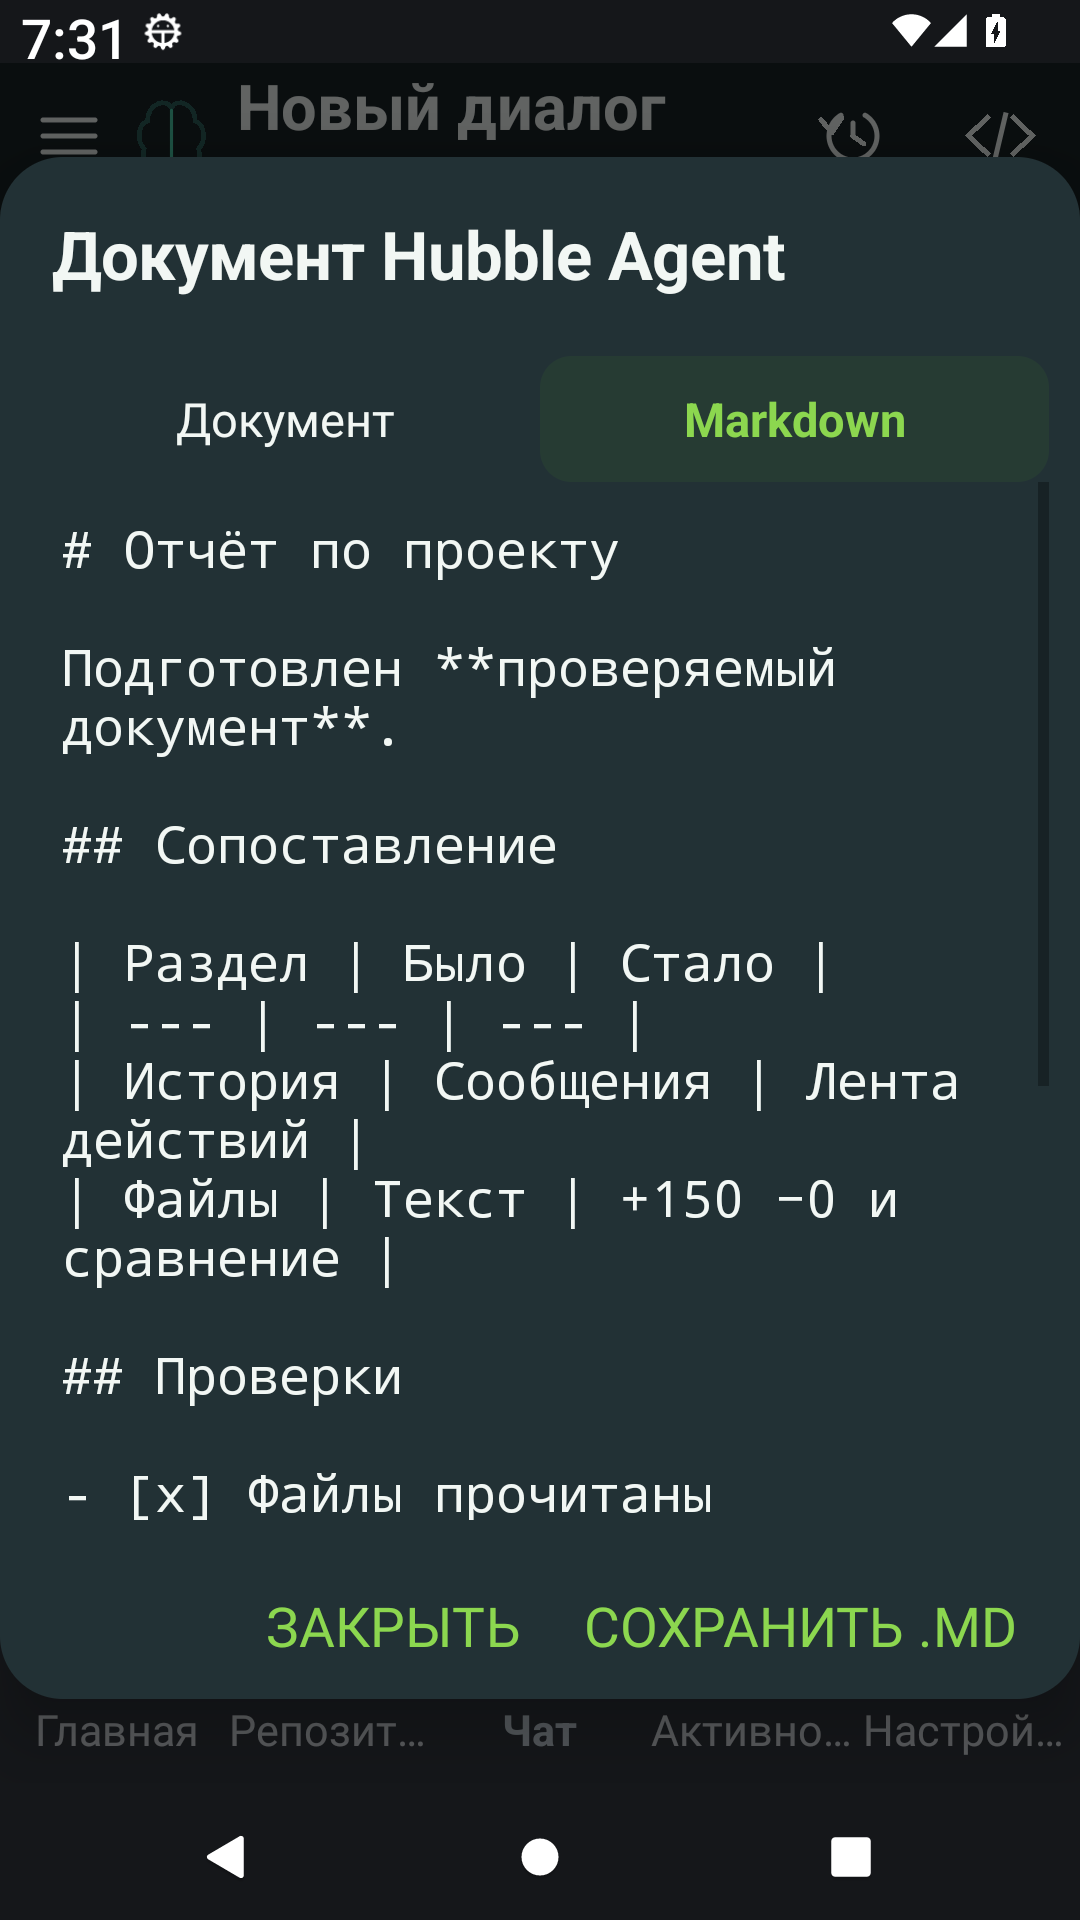 7:31
Новый диалог
Документ Hubble Agent
Документ
Markdown
# Отчёт по проекту
Подготовлен **проверяемый
документ**.
## Сопоставление
| Раздел | Было | Стало |
| --- | --- | --- |
| История | Сообщения | Лента
действий |
| Файлы | Текст | +150 −0 и
сравнение |
## Проверки
- [x] Файлы прочитаны
ЗАКРЫТЬ
СОХРАНИТЬ .MD
Главная
Репозит…
Чат
Активно…
Настрой…